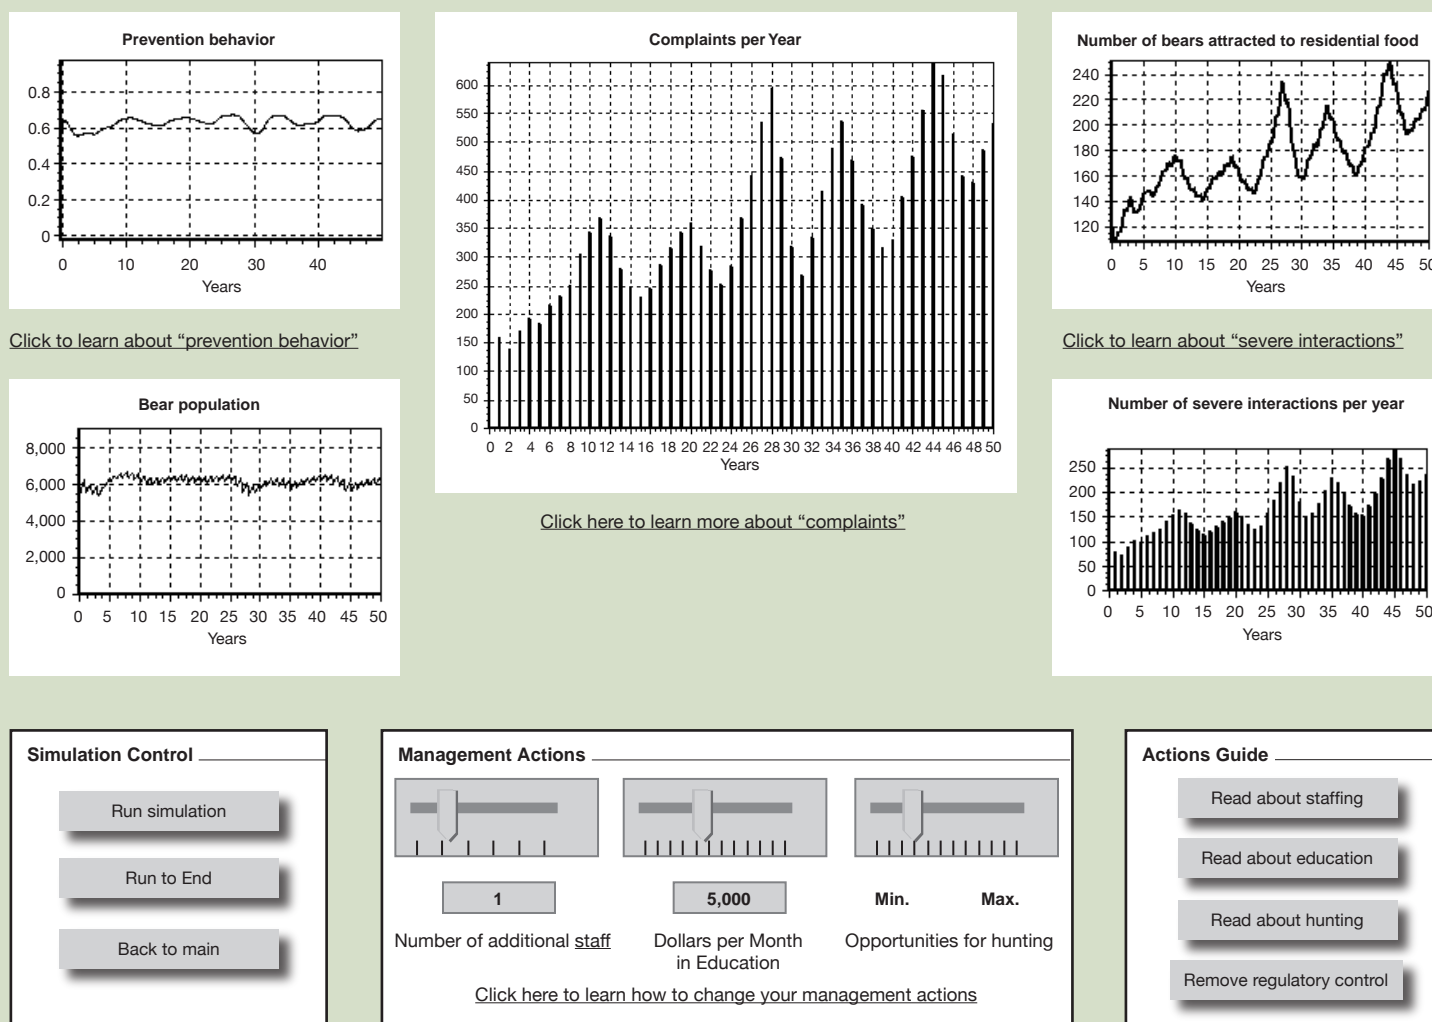 Prevention behavior
0.8
0.6
0.4
0.2
0
0 10 20 30 40
Years
Click to learn about “prevention behavior”
Complaints per Year
600
550
500
450
400
350
300
250
200
150
100
50
0
0 2 4 6 8 10 12 14 16 18 20 22 24 26 28 30 32 34 36 38 40 42 44 46 48 50
Years
Click here to learn more about “complaints”
Number of bears attracted to residential food
240
220
200
180
160
140
120
0 5 10 15 20 25 30 35 40 45 50
Years
Click to learn about “severe interactions”
Bear population
8,000
6,000
4,000
2,000
0
0 5 10 15 20 25 30 35 40 45 50
Years
Number of severe interactions per year
250
200
150
100
50
0
0 5 10 15 20 25 30 35 40 45 50
Years
Simulation Control
Run simulation
Run to End
Back to main
Management Actions
1
Number of additional staff
5,000
Dollars per Month
in Education
Min. Max.
Opportunities for hunting
Click here to learn how to change your management actions
Actions Guide
Read about staffing
Read about education
Read about hunting
Remove regulatory control